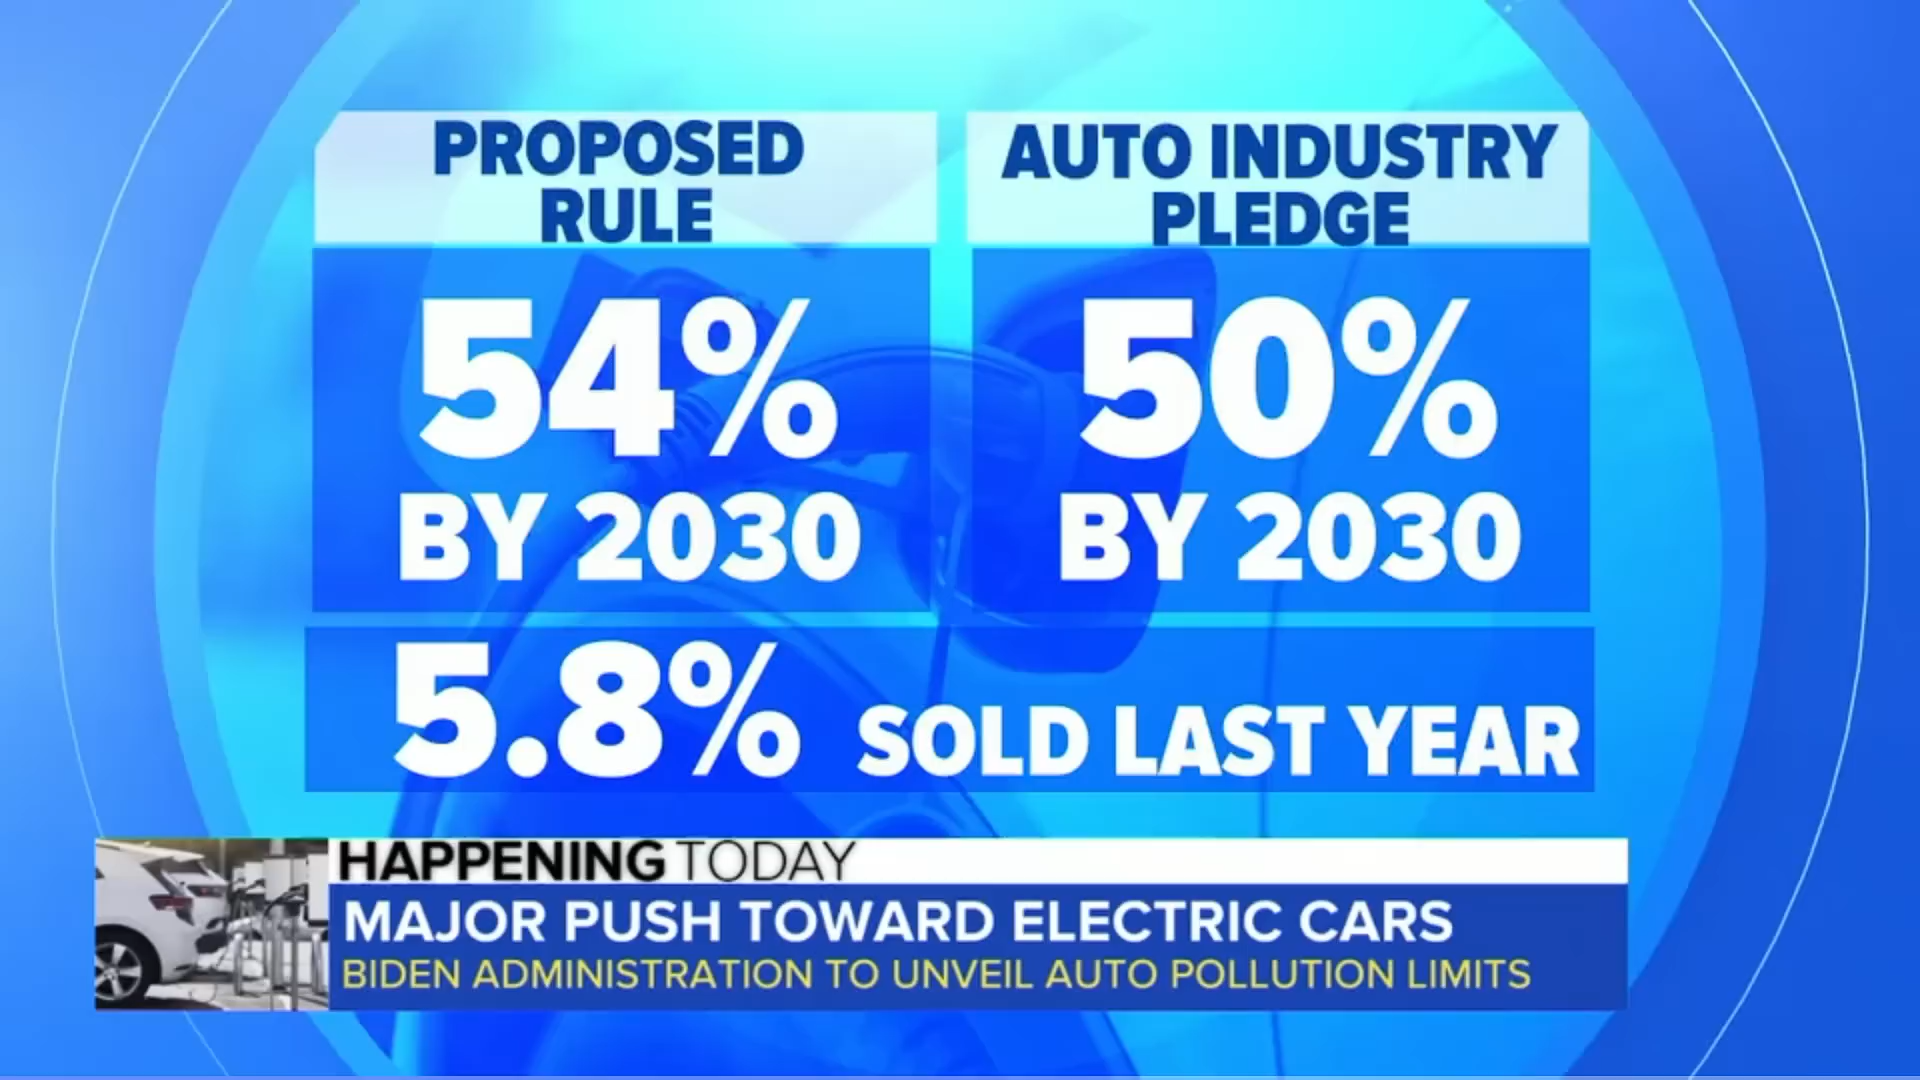 PROPOSED
RULE
54%
BY 2030
AUTO INDUSTRY
PLEDGE
50%
BY 2030
5.8% SOLD LAST YEAR
HAPPENING TODAY
MAJOR PUSH TOWARD ELECTRIC CARS
BIDEN ADMINISTRATION TO UNVEIL AUTO POLLUTION LIMITS